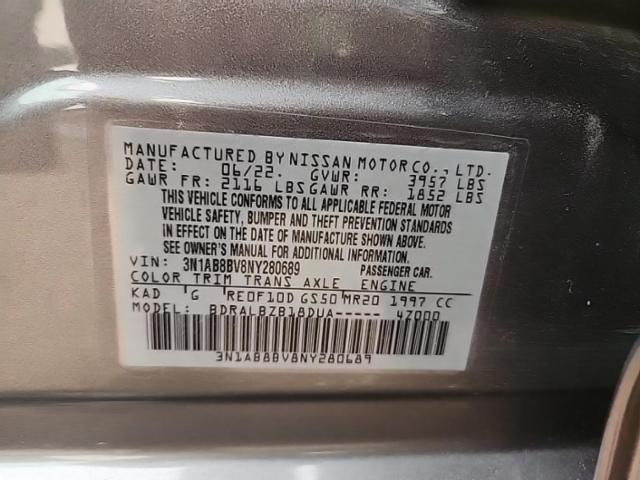 MANUFACTURED BY NISSAN MOTOR CO., LTD.
DATE: 06/22. GVWR: 3957 LBS
GAWR FR: 2116 LBS GAWR RR: 1852 LBS
THIS VEHICLE CONFORMS TO ALL APPLICABLE FEDERAL MOTOR
VEHICLE SAFETY, BUMPER AND THEFT PREVENTION STANDARDS
IN EFFECT ON THE DATE OF MANUFACTURE SHOWN ABOVE.
SEE OWNER'S MANUAL FOR ADDITIONAL INFORMATION.
VIN: 3N1AB8BV8NY280689 PASSENGER CAR.
COLOR TRIM TRANS AXLE ENGINE
KAD G RE0F10D GS50 MR20 1997 CC
MODEL: BDRALBZB18DUA----- 47000
3N1AB8BV8NY280689